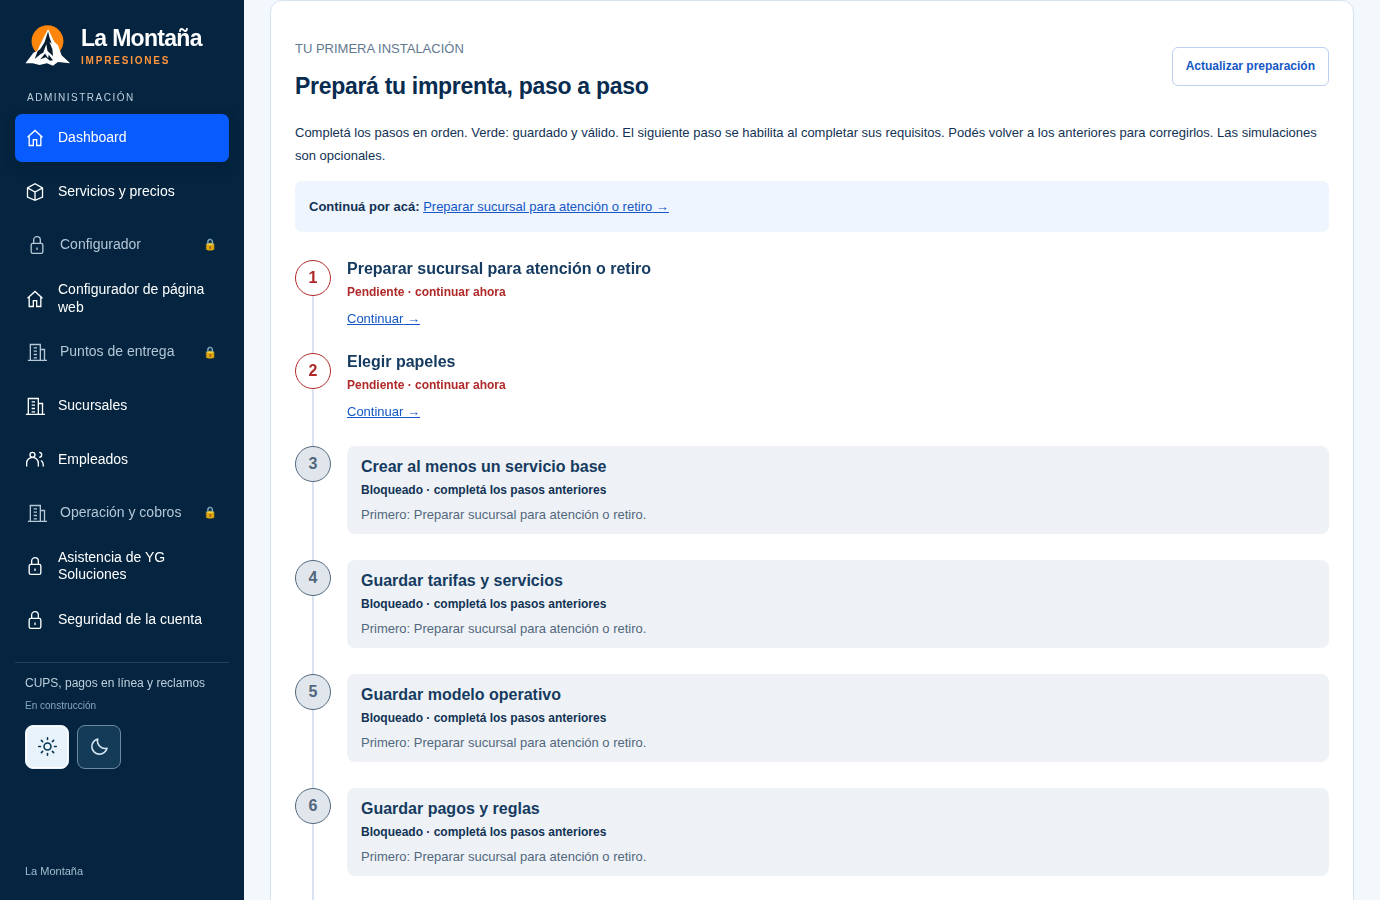 La Montaña
IMPRESIONES
ADMINISTRACIÓN
Dashboard
Servicios y precios
Configurador
Configurador de página
web
Puntos de entrega
Sucursales
Empleados
Operación y cobros
Asistencia de YG
Soluciones
Seguridad de la cuenta
CUPS, pagos en línea y reclamos
En construcción
La Montaña
TU PRIMERA INSTALACIÓN
Actualizar preparación
Prepará tu imprenta, paso a paso
Completá los pasos en orden. Verde: guardado y válido. El siguiente paso se habilita al completar sus requisitos. Podés volver a los anteriores para corregirlos. Las simulaciones
son opcionales.
Continuá por acá: Preparar sucursal para atención o retiro →
1
Preparar sucursal para atención o retiro
Pendiente · continuar ahora
Continuar →
2
Elegir papeles
Pendiente · continuar ahora
Continuar →
3
Crear al menos un servicio base
Bloqueado · completá los pasos anteriores
Primero: Preparar sucursal para atención o retiro.
4
Guardar tarifas y servicios
Bloqueado · completá los pasos anteriores
Primero: Preparar sucursal para atención o retiro.
5
Guardar modelo operativo
Bloqueado · completá los pasos anteriores
Primero: Preparar sucursal para atención o retiro.
6
Guardar pagos y reglas
Bloqueado · completá los pasos anteriores
Primero: Preparar sucursal para atención o retiro.